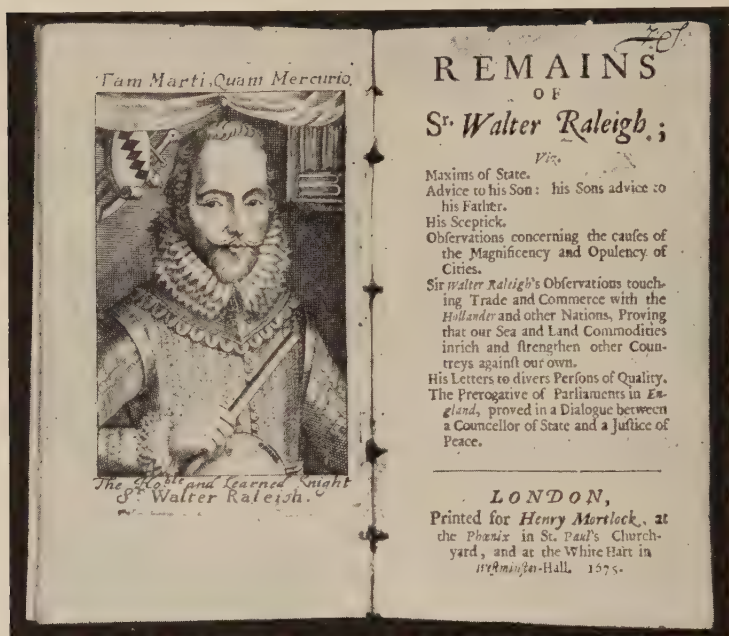 Tam Marti, Quam Mercurio.
The Hoble and Learned Knight
Sr. Walter Raleigh.
REMAINS
OF
Sr. Walter Raleigh;
Viz.
Maxims of State.
Advice to his Son: his Sons advice to
his Father.
His Sceptick.
Obſervations concerning the cauſes of
the Magnificency and Opulency of
Cities.
Sir Walter Raleigh's Obſervations touch-
ing Trade and Commerce with the
Hollander and other Nations, Proving
that our Sea and Land Commodities
inrich and ſtrengthen other Coun-
treys againſt our own.
His Letters to divers Perſons of Quality.
The Prerogative of Parliaments in En-
gland, proved in a Dialogue between
a Councellor of State and a Juſtice of
Peace.
LONDON,
Printed for Henry Mortlock, at
the Phœnix in St. Paul's Church-
yard, and at the White Hart in
Weſtminſter-Hall. 1675.